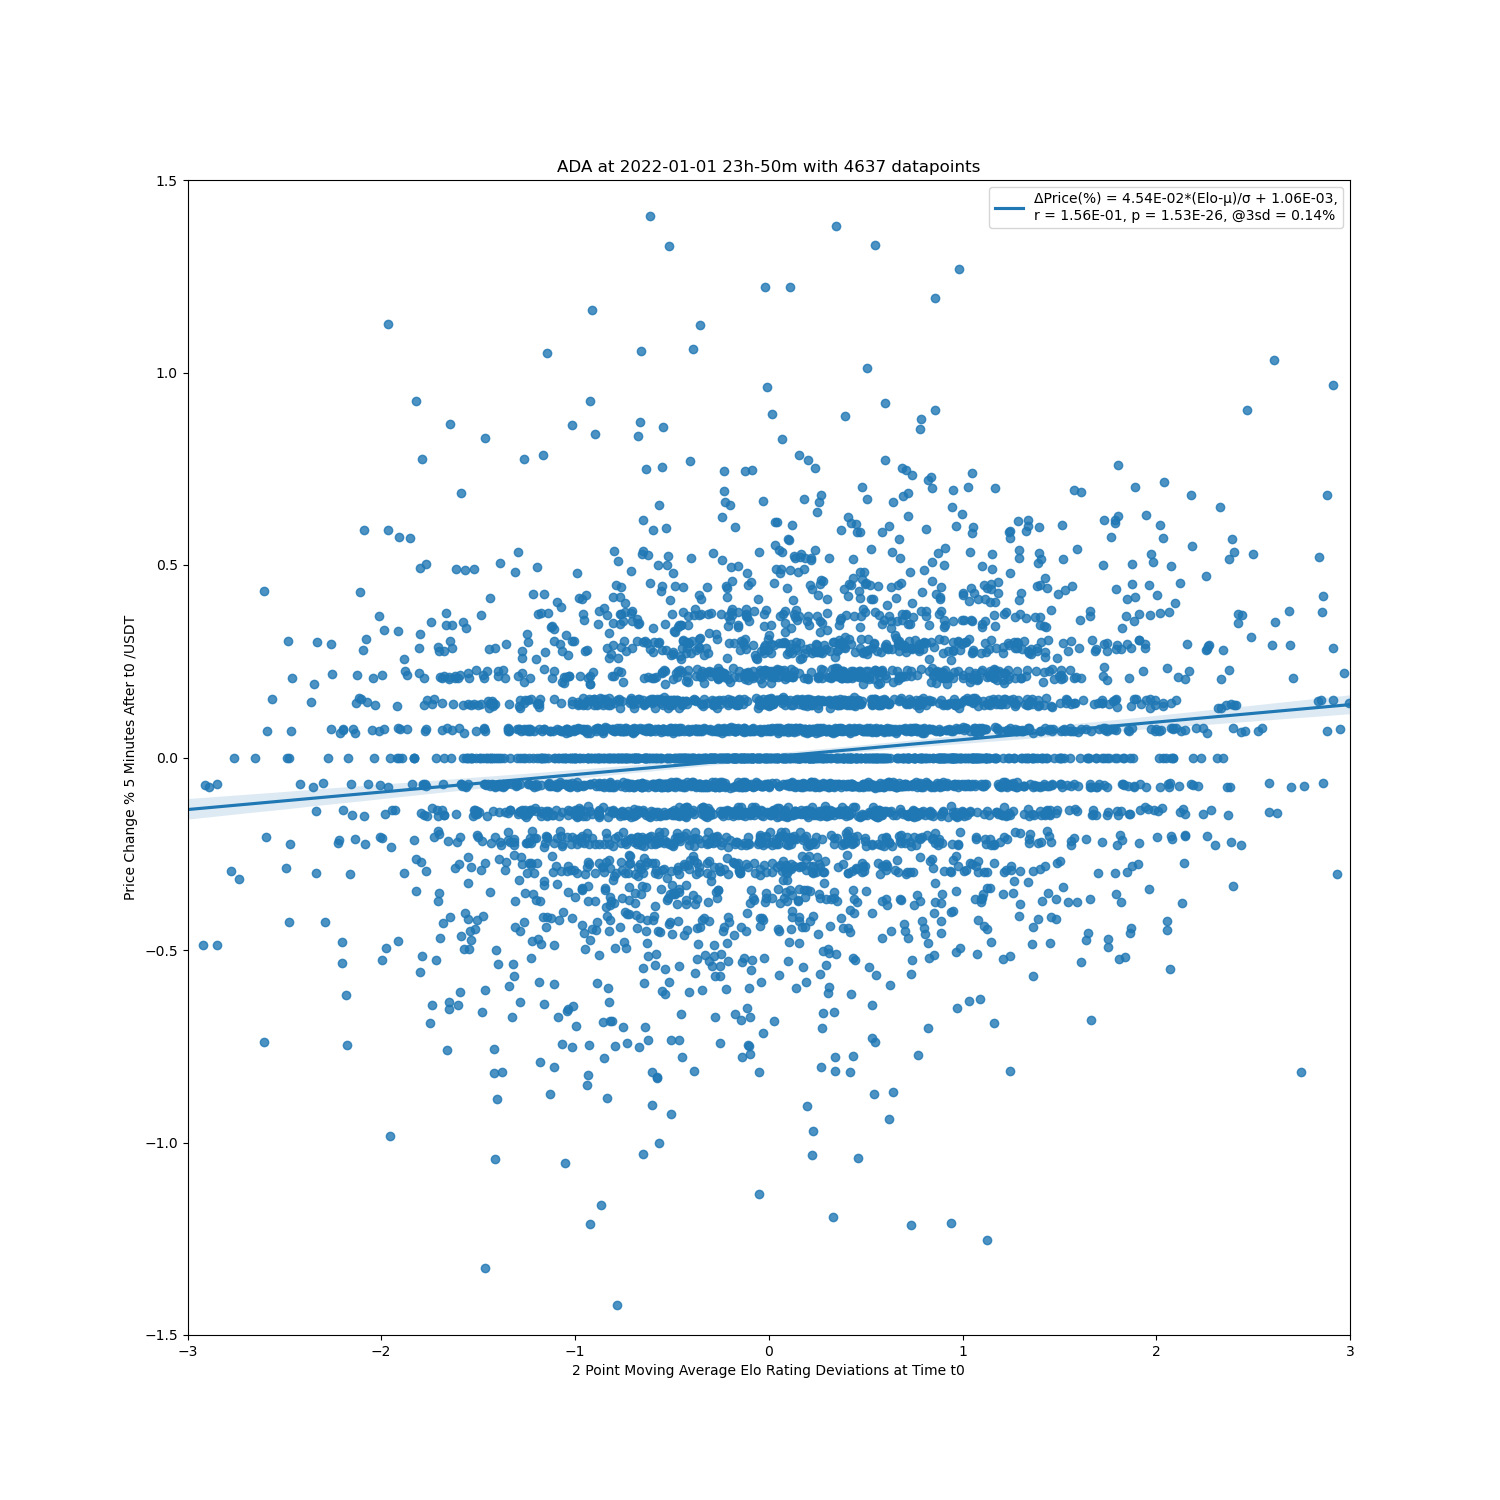 ADA at 2022-01-01 23h-50m with 4637 datapoints
ΔPrice(%) = 4.54E-02*(Elo-μ)/σ + 1.06E-03,
r = 1.56E-01, p = 1.53E-26, @3sd = 0.14%
Price Change % 5 Minutes After t0 /USDT
1.5
1.0
0.5
0.0
−0.5
−1.0
−1.5
−3
−2
−1
0
1
2
3
2 Point Moving Average Elo Rating Deviations at Time t0